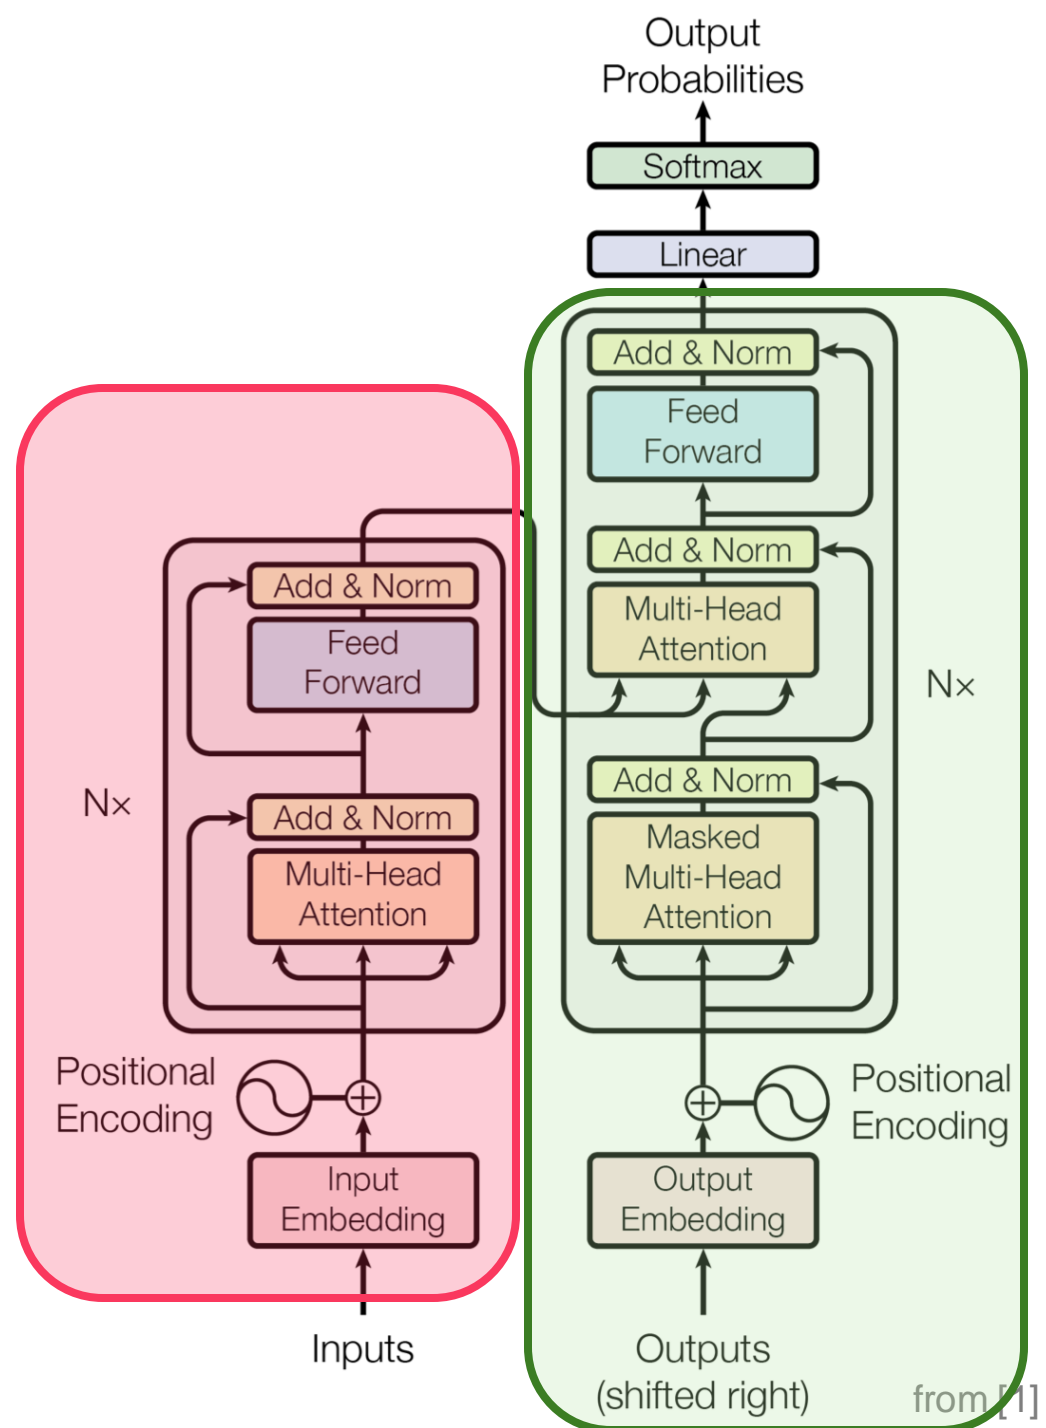 Output
Probabilities
Softmax
Linear
Add & Norm
Feed
Forward
Add & Norm
Multi-Head
Attention
N×
Add & Norm
Masked
Multi-Head
Attention
Positional
Encoding
Output
Embedding
Outputs
(shifted right)
Add & Norm
Feed
Forward
N×
Add & Norm
Multi-Head
Attention
Positional
Encoding
Input
Embedding
Inputs
from [1]